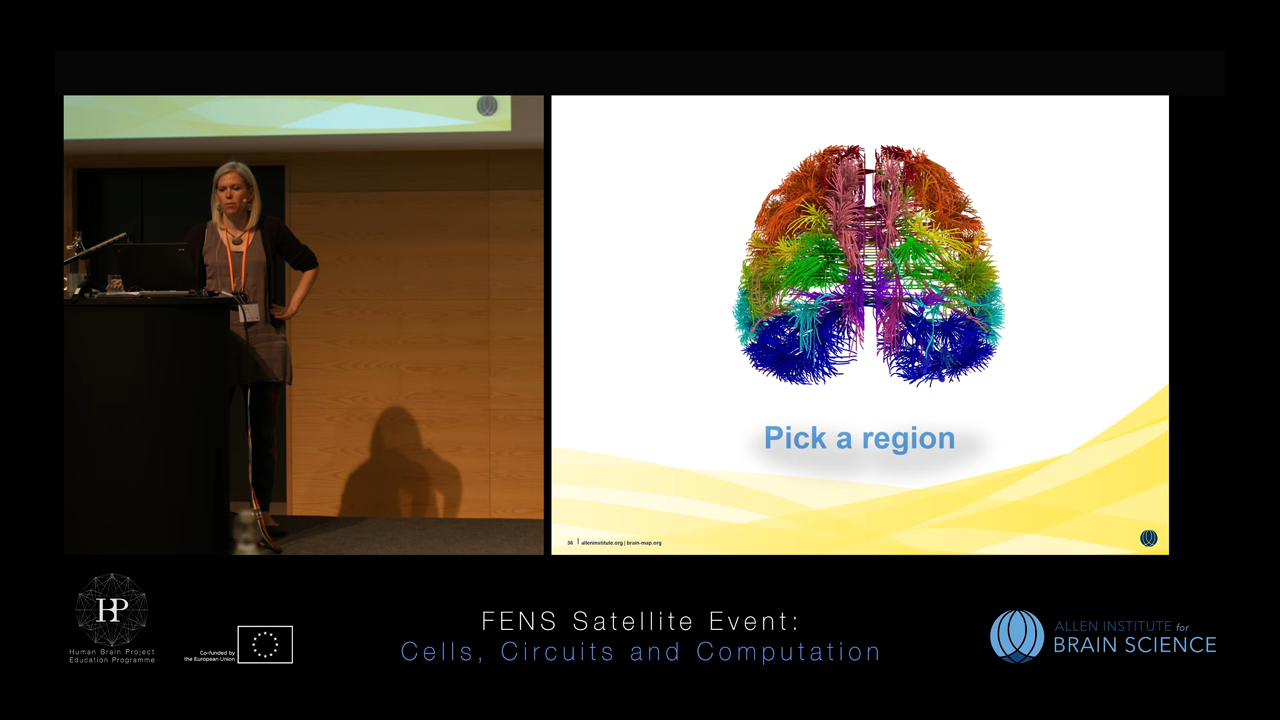 Pick a region
36 | alleninstitute.org | brain-map.org
HP
Human Brain Project
Education Programme
Co-funded by
the European Union
FENS Satellite Event:
Cells, Circuits and Computation
ALLEN INSTITUTE for
BRAIN SCIENCE